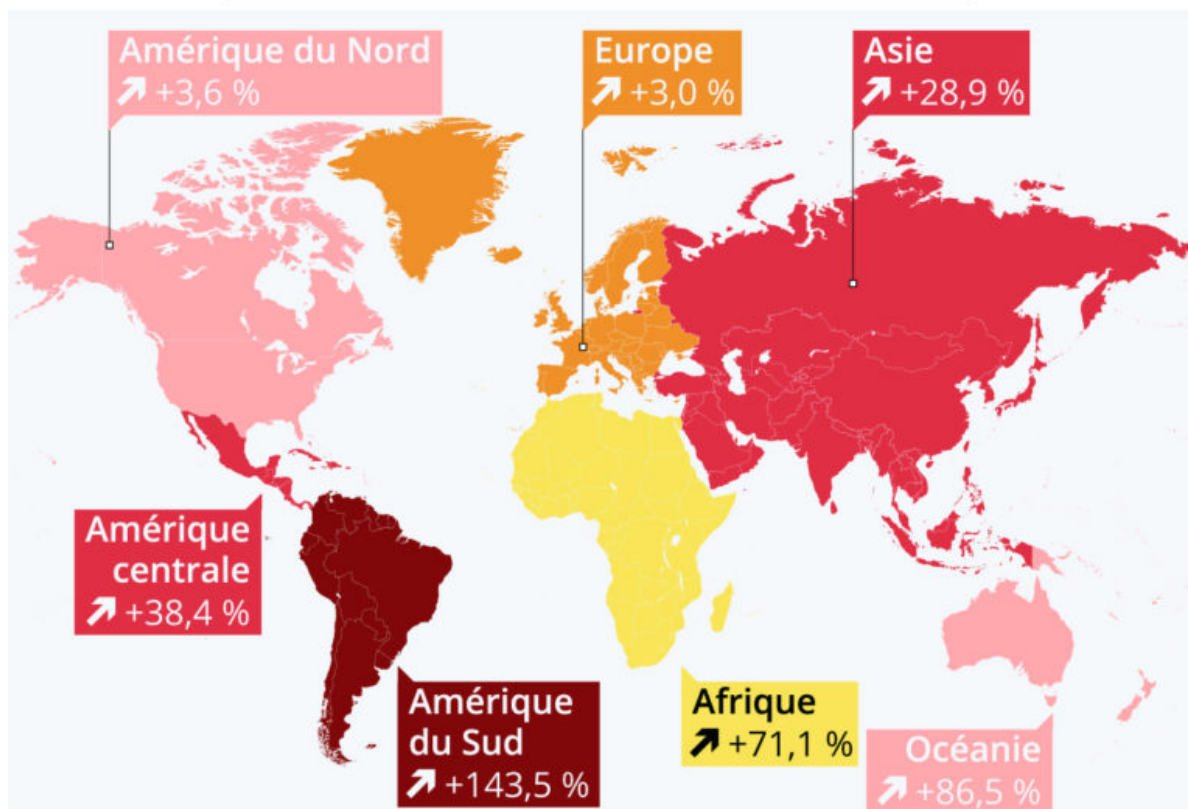 Amérique du Nord
+3,6 %
Europe
+3,0 %
Asie
+28,9 %
Amérique
centrale
+38,4 %
Amérique
du Sud
+143,5 %
Afrique
+71,1 %
Océanie
+86,5 %